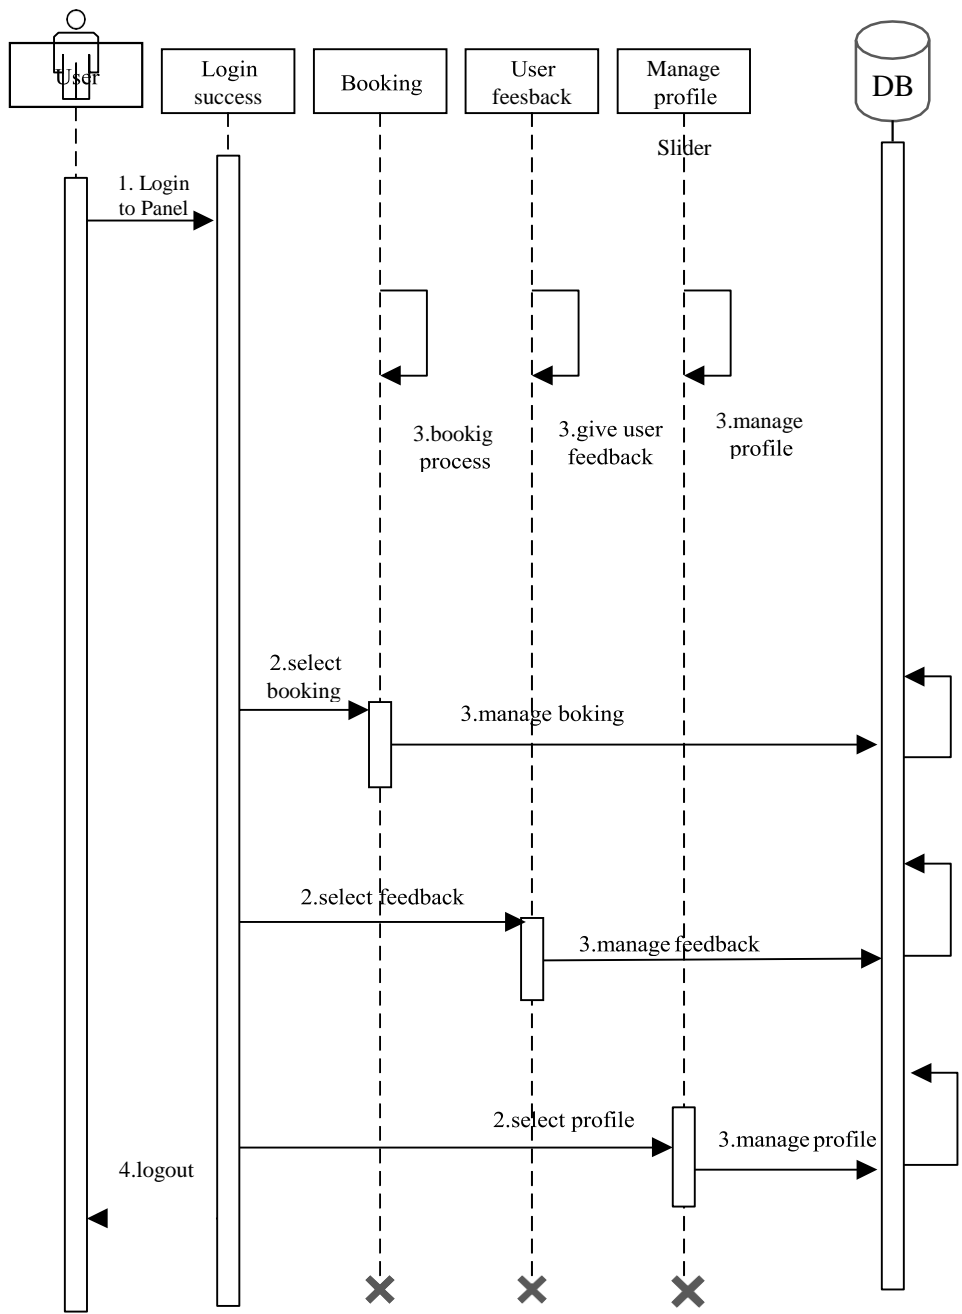 User
Login
success
Booking
User
feesback
Manage
profile
DB
Slider
1. Login
to Panel
3.bookig
process
3.give user
feedback
3.manage
profile
2.select
booking
3.manage boking
2.select feedback
3.manage feedback
2.select profile
3.manage profile
4.logout